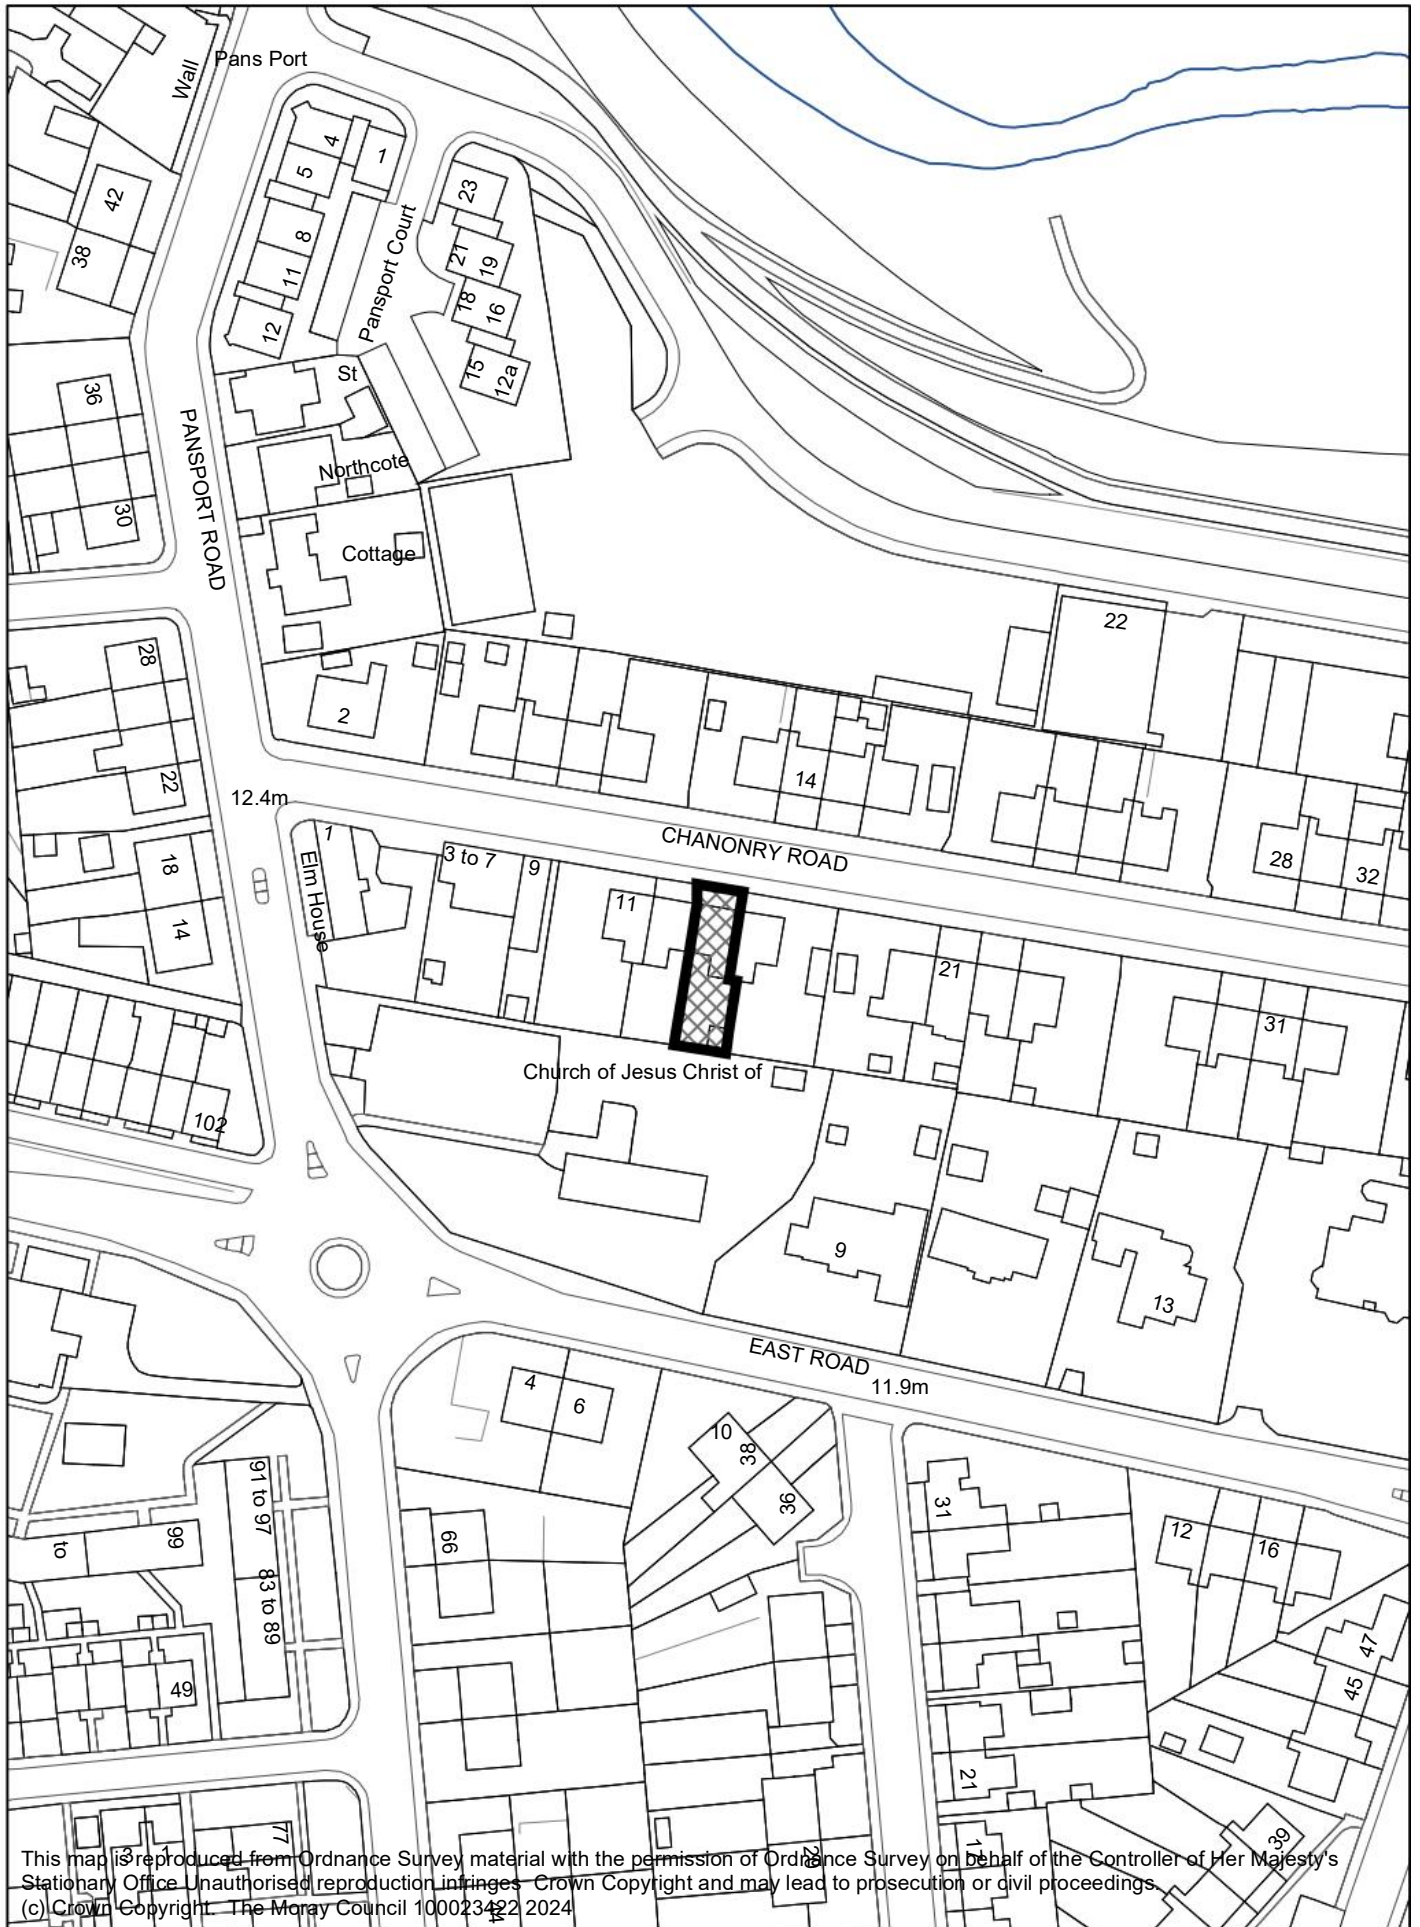 Pans Port
Wall
4
1
5
42
23
8
38
21
19
11
Pansport Court
18
16
12
15
12a
St
36
PANSPORT ROAD
Northcote
30
Cottage
22
28
2
14
22
12.4m
CHANONRY ROAD
1
Elm House
3 to 7
9
28
32
18
11
14
21
31
Church of Jesus Christ of
102
9
13
EAST ROAD
11.9m
4
6
10
38
36
91 to 97
31
12
16
99
to
66
83 to 89
47
45
49
21
77
39
3
1
17
20
This map is reproduced from Ordnance Survey material with the permission of Ordnance Survey on behalf of the Controller of Her Majesty's
Stationary Office Unauthorised reproduction infringes Crown Copyright and may lead to prosecution or civil proceedings.
(c) Crown Copyright. The Moray Council 100023422 2024